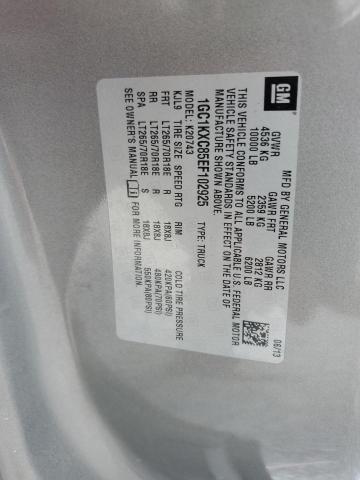 GM
MFD BY GENERAL MOTORS LLC
06/13
GVWR GAWR FRT GAWR RR
4536 KG 2359 KG 2812 KG
10000 LB 5200 LB 6200 LB
THIS VEHICLE CONFORMS TO ALL APPLICABLE U.S. FEDERAL MOTOR
VEHICLE SAFETY STANDARDS IN EFFECT ON THE DATE OF
MANUFACTURE SHOWN ABOVE.
1GC1KXC85EF102925 TYPE: TRUCK
MODEL: K20743
KJL9 TIRE SIZE SPEED RTG RIM COLD TIRE PRESSURE
FRT LT265/70R18E R 18X8J 420KPA(60PSI)
RR LT265/70R18E R 18X8J 480KPA(70PSI)
SPA LT265/70R18E S 18X8J 550KPA(80PSI)
SEE OWNER'S MANUAL FOR MORE INFORMATION.